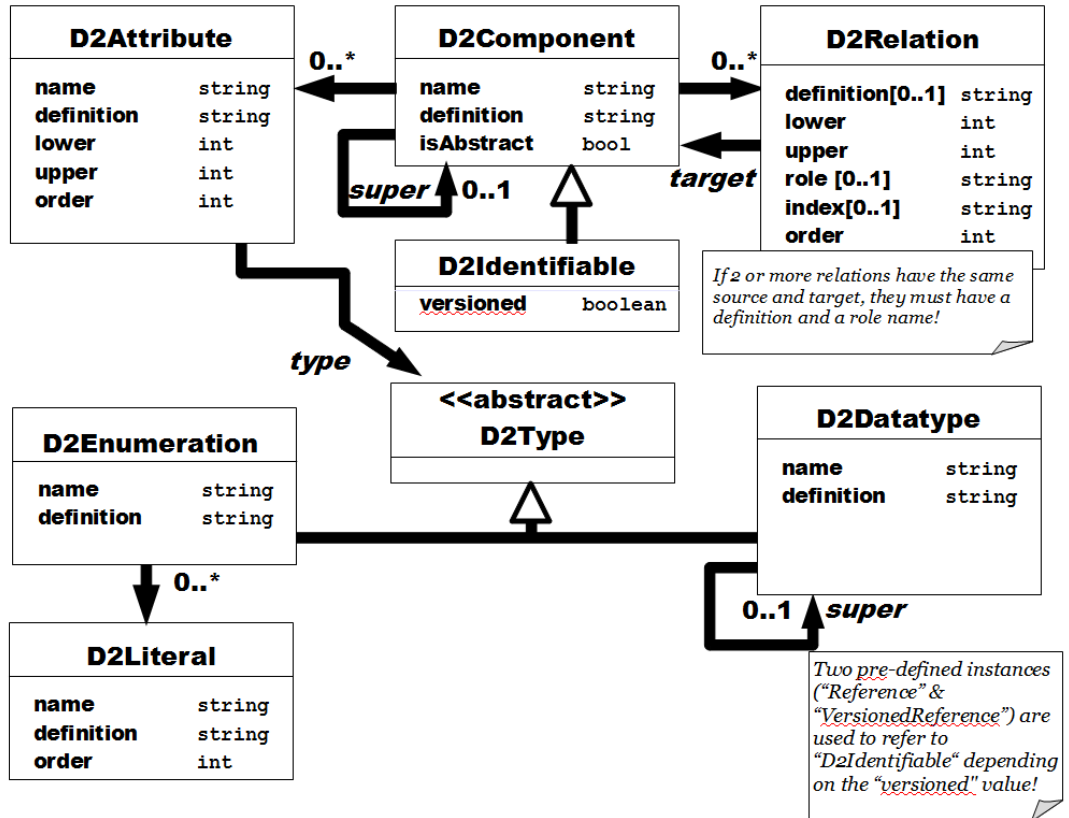 D2Attribute
name string
definition string
lower int
upper int
order int
0..*
D2Component
name string
definition string
isAbstract bool
super 0..1
0..*
target
D2Relation
definition[0..1] string
lower int
upper int
role [0..1] string
index[0..1] string
order int
If 2 or more relations have the same
source and target, they must have a
definition and a role name!
D2Identifiable
versioned boolean
type
<<abstract>>
D2Type
D2Enumeration
name string
definition string
0..*
D2Literal
name string
definition string
order int
D2Datatype
name string
definition string
0..1 super
Two pre-defined instances
(“Reference” &
“VersionedReference”) are
used to refer to
“D2Identifiable“ depending
on the “versioned" value!